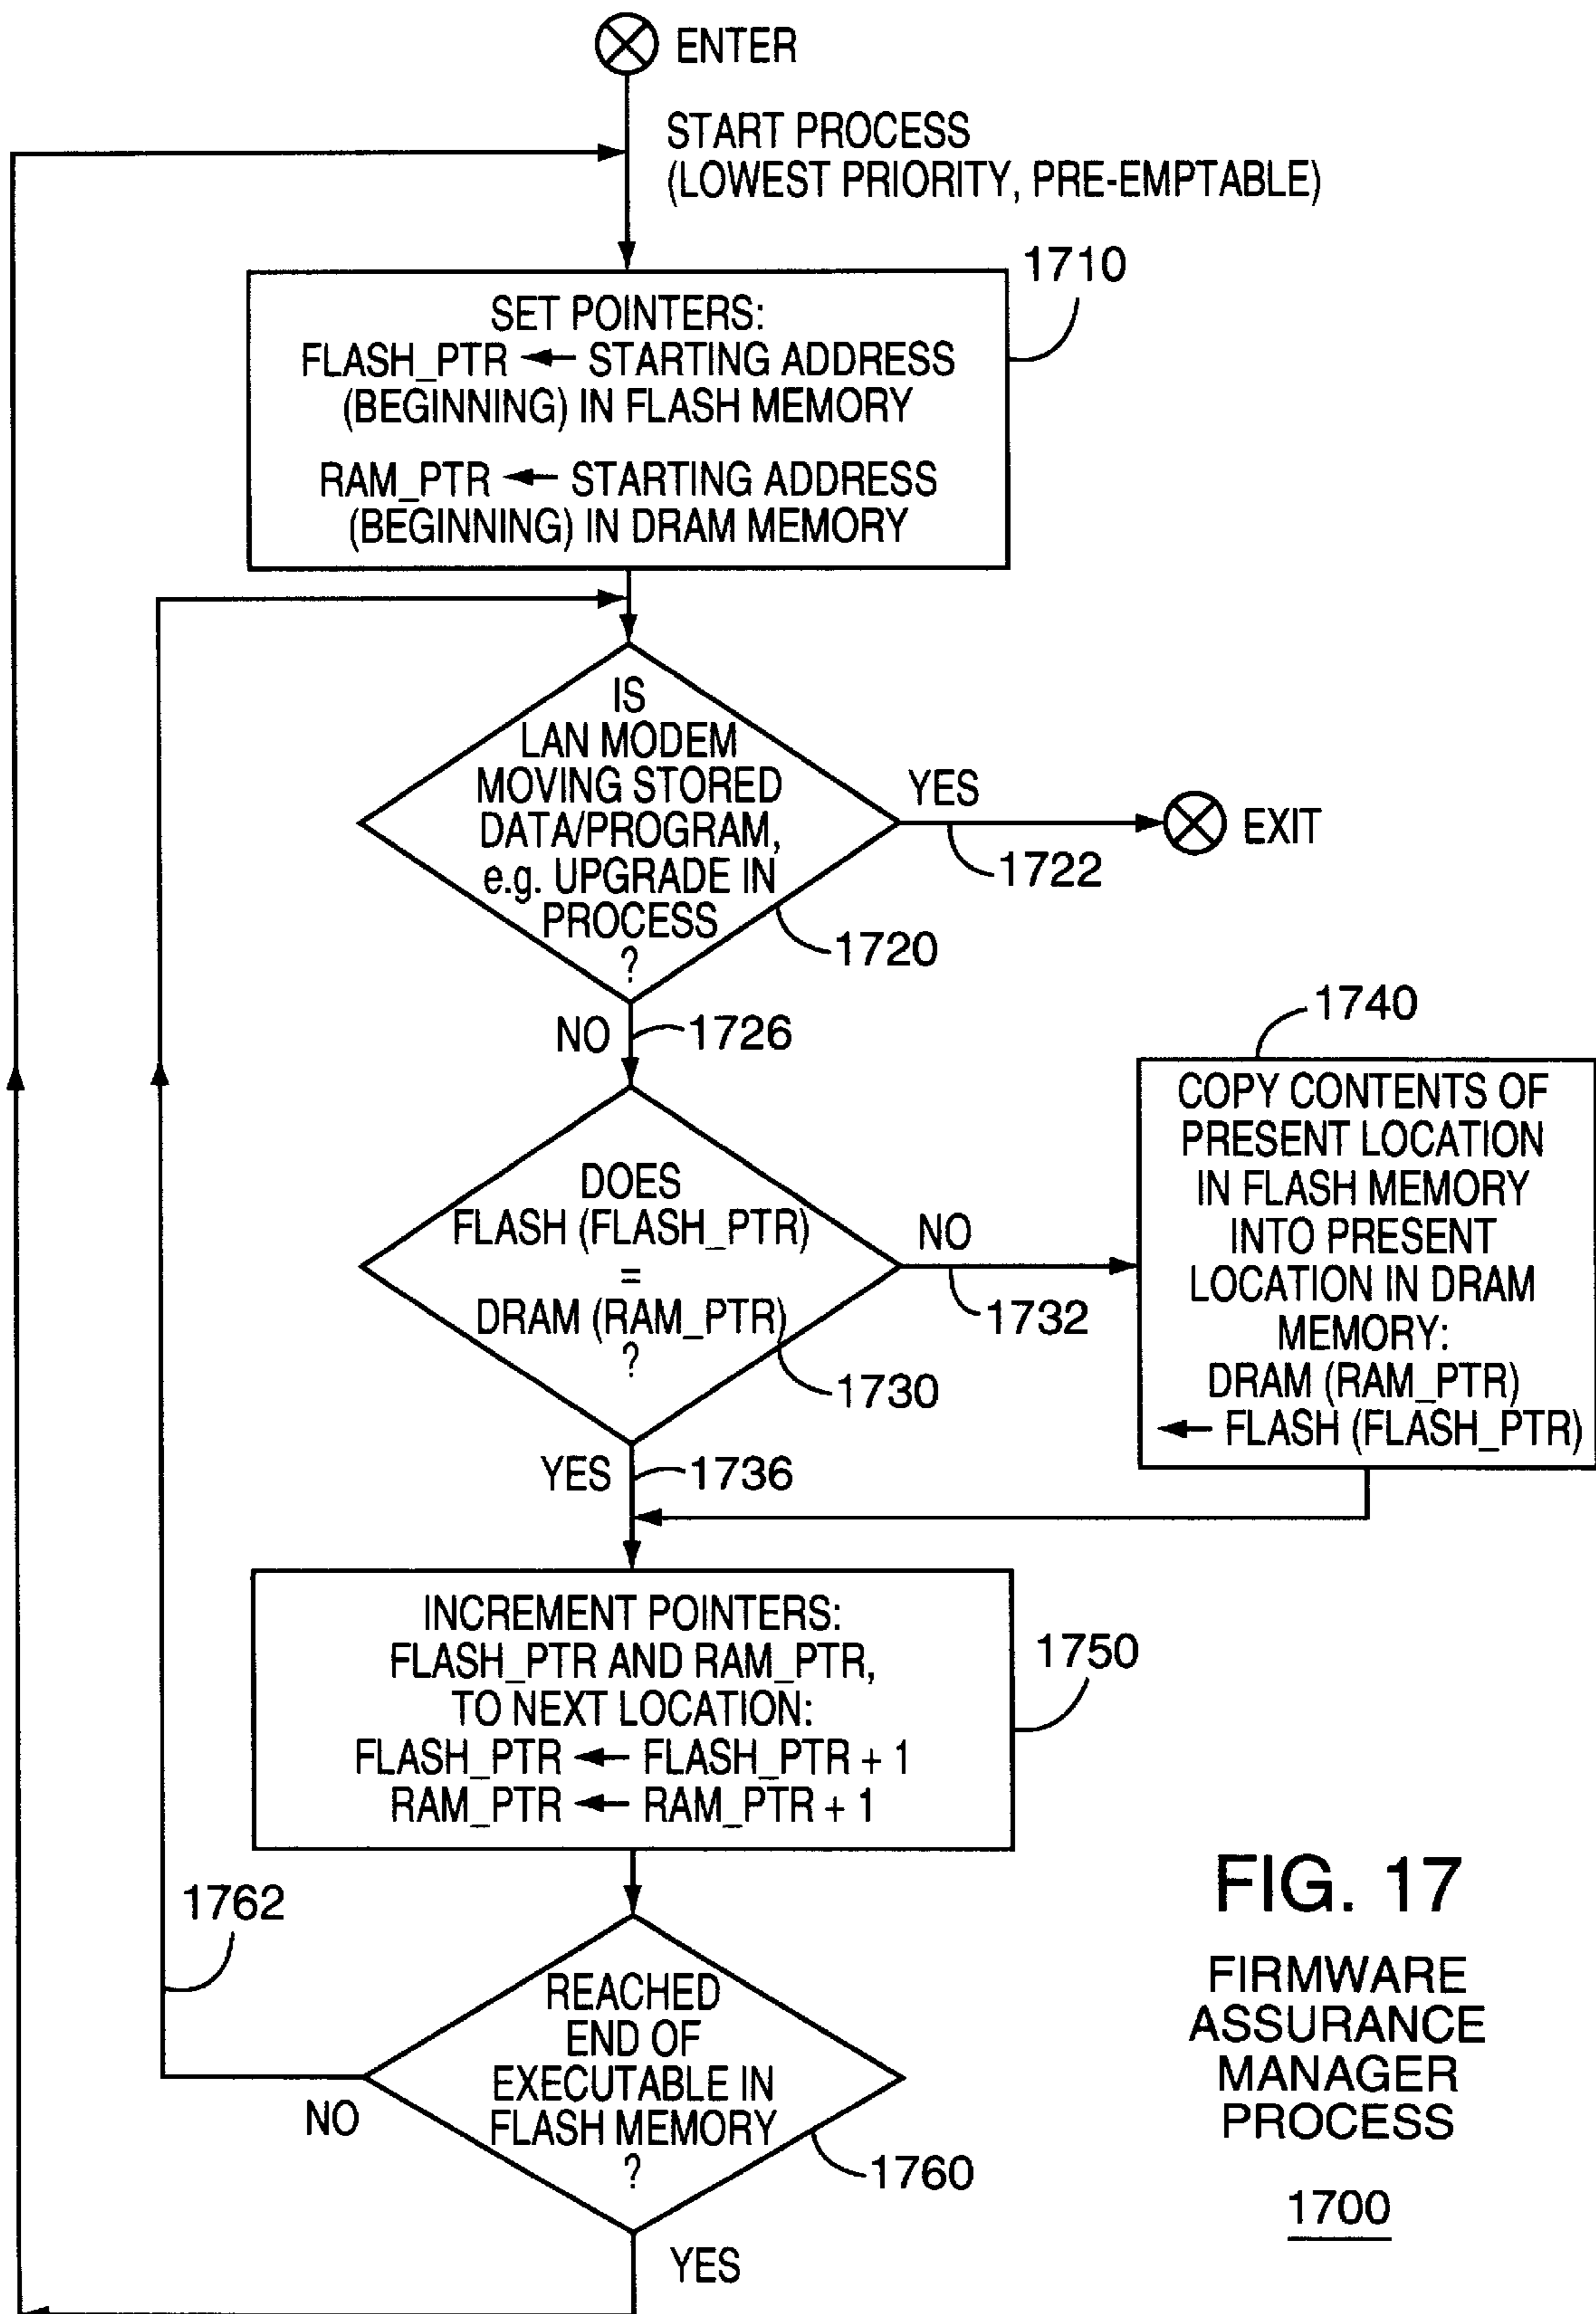 ENTER
START PROCESS
(LOWEST PRIORITY, PRE-EMPTABLE)
1710
SET POINTERS:
FLASH_PTR ← STARTING ADDRESS
(BEGINNING) IN FLASH MEMORY
RAM_PTR ← STARTING ADDRESS
(BEGINNING) IN DRAM MEMORY
IS
LAN MODEM
MOVING STORED
DATA/PROGRAM,
e.g. UPGRADE IN
PROCESS
?
YES
EXIT
1722
1720
NO
1726
1740
COPY CONTENTS OF
PRESENT LOCATION
IN FLASH MEMORY
INTO PRESENT
LOCATION IN DRAM
MEMORY:
DRAM (RAM_PTR)
← FLASH (FLASH_PTR)
DOES
FLASH (FLASH_PTR)
=
DRAM (RAM_PTR)
?
NO
1732
1730
YES
1736
INCREMENT POINTERS:
FLASH_PTR AND RAM_PTR,
TO NEXT LOCATION:
FLASH_PTR ← FLASH_PTR + 1
RAM_PTR ← RAM_PTR + 1
1750
1762
REACHED
END OF
EXECUTABLE IN
FLASH MEMORY
?
NO
1760
YES
FIG. 17
FIRMWARE
ASSURANCE
MANAGER
PROCESS
1700